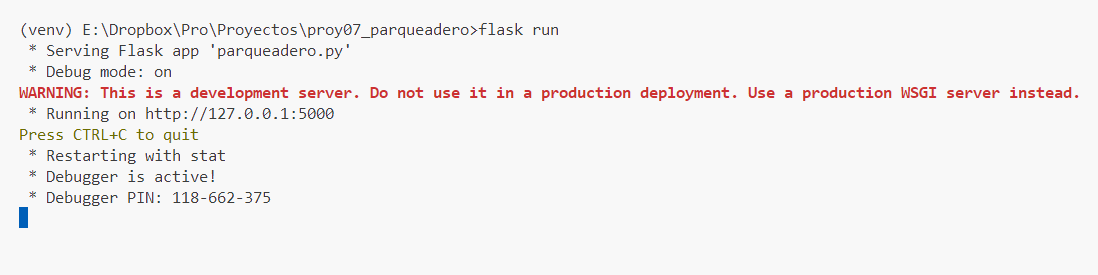 (venv) E:\Dropbox\Pro\Proyectos\proy07_parqueadero>flask run
 * Serving Flask app 'parqueadero.py'
 * Debug mode: on
WARNING: This is a development server. Do not use it in a production deployment. Use a production WSGI server instead.
 * Running on http://127.0.0.1:5000
Press CTRL+C to quit
 * Restarting with stat
 * Debugger is active!
 * Debugger PIN: 118-662-375